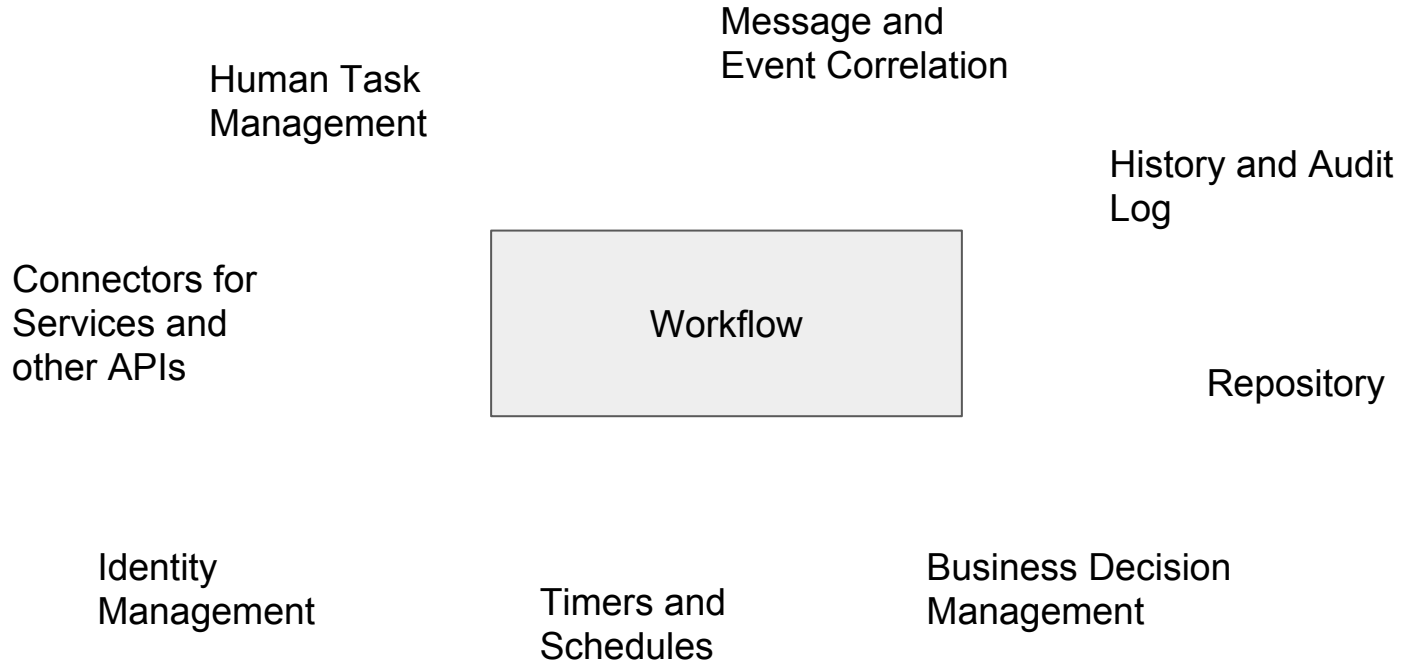 Message and
Event Correlation
Human Task
Management
History and Audit
Log
Connectors for
Services and
other APIs
Workflow
Repository
Identity
Management
Timers and
Schedules
Business Decision
Management